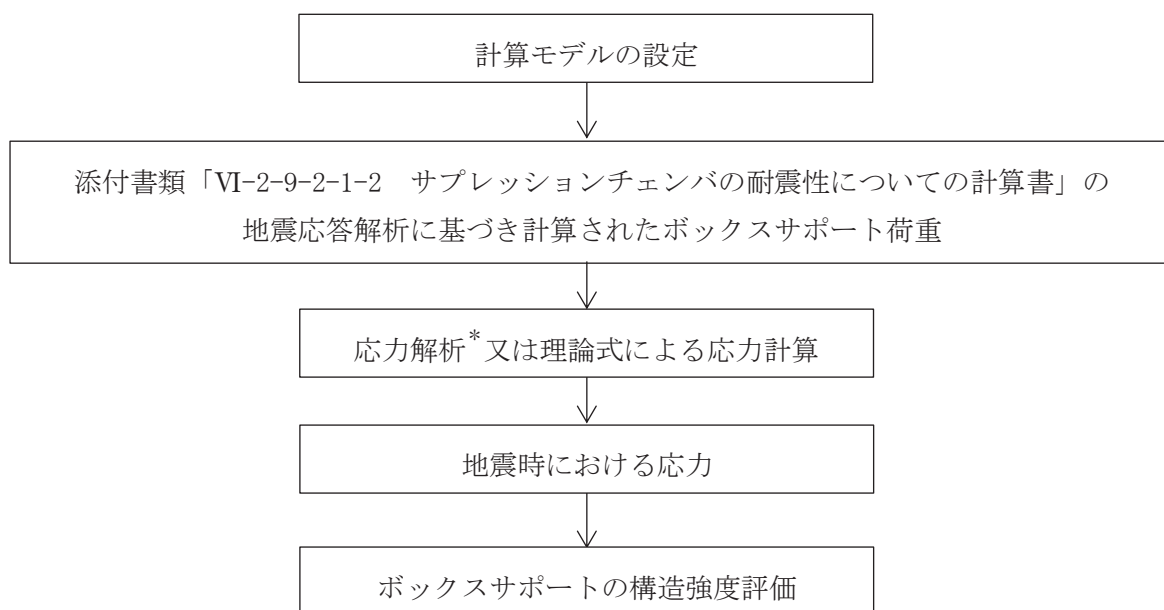 計算モデルの設定
添付書類「Ⅵ-2-9-2-1-2　サプレッションチェンバの耐震性についての計算書」の
地震応答解析に基づき計算されたボックスサポート荷重
応力解析*又は理論式による応力計算
地震時における応力
ボックスサポートの構造強度評価